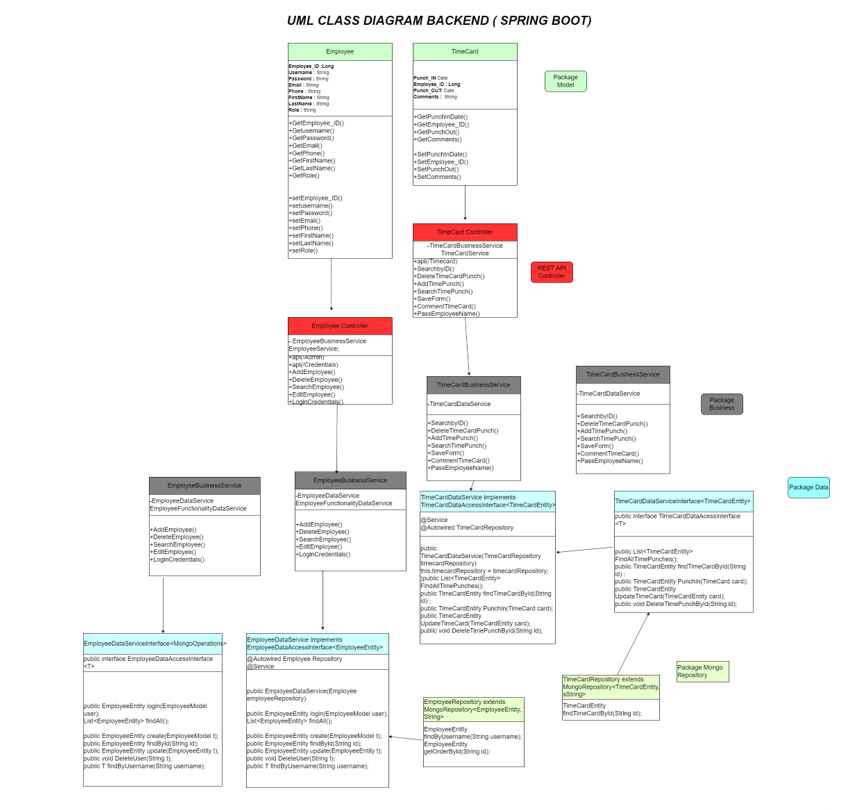 UML CLASS DIAGRAM BACKEND ( SPRING BOOT)
Employee
Employee_ID :Long
Username : String
Password : String
Email : String
Phone : String
FirstName : String
LastName : String
Role : String
+GetEmployee_ID()
+Getusername()
+GetPassword()
+GetEmail()
+GetPhone()
+GetFirstName()
+GetLastName()
+GetRole()
+setEmployee_ID()
+setusername()
+setPassword()
+setEmail()
+setPhone()
+setFirstName()
+setLastName()
+setRole()
TimeCard
Punch_IN Date
Employee_ID : Long
Punch_OUT: Date
Comments : String
+GetPunchInDate()
+GetEmployee_ID()
+GetPunchOut()
+GetComments()
+SetPunchInDate()
+SetEmployee_ID()
+SetPunchOut()
+SetComments()
Package
Model
TimeCard Controller
-TimeCardBusinessService
TimeCardService
+api(/Timecard)
+SearchbyID()
+DeleteTimeCardPunch()
+AddTimePunch()
+SearchTimePunch()
+SaveForm()
+CommentTimeCard()
+PassEmployeeName()
REST API
Controller
Employee Controller
- EmployeeBusinessService
EmployeeService;
+api(/Admin)
+api(/Credentials)
+AddEmployee()
+DeleteEmployee()
+SearchEmployee()
+EditEmployee()
+LoginCredentials()
TimeCardBusinessService
-TimeCardDataService
+SearchbyID()
+DeleteTimeCardPunch()
+AddTimePunch()
+SearchTimePunch()
+SaveForm()
+CommentTimeCard()
+PassEmployeeName()
TimeCardBusinessService
-TimeCardDataService
+SearchbyID()
+DeleteTimeCardPunch()
+AddTimePunch()
+SearchTimePunch()
+SaveForm()
+CommentTimeCard()
+PassEmployeeName()
Package
Business
EmployeeBusinessService
-EmployeeDataService
EmployeeFunctionalityDataService
+AddEmployee()
+DeleteEmployee()
+SearchEmployee()
+EditEmployee()
+LoginCredentials()
EmployeeBusinessService
-EmployeeDataService
EmployeeFunctionalityDataService
+AddEmployee()
+DeleteEmployee()
+SearchEmployee()
+EditEmployee()
+LoginCredentials()
TimeCardDataService implements
TimeCardDataAccessInterface<TimeCardEntity>
@Service
@Autowired TimeCardRepository
public
TimeCardDataService(TimeCardRepository
timecardRepository)
this.timecardRepository = timecardRepository;
}public List<TimeCardEntity>
FindAllTimePunches();
public TimeCardEntity findTimeCardById(String
id) ;
public TimeCardEntity PunchIn(TimeCard card);
public TimeCardEntity
UpdateTimeCard(TimeCardEntity card);
public void DeleteTimePunchById(String id);
TimeCardDataServiceInterface<TimeCardEntity>
public interface TimeCardDataAcessInterface
<T>
public List<TimeCardEntity>
FindAllTimePunches();
public TimeCardEntity findTimeCardById(String
id) ;
public TimeCardEntity PunchIn(TimeCard card);
public TimeCardEntity
UpdateTimeCard(TimeCardEntity card);
public void DeleteTimePunchById(String id);
Package Data
EmployeeDataServiceInterface<MongoOperations>
public interface EmployeeDataAccessInterface
<T>
public EmployeeEntity login(EmployeeModel
user);
List<EmployeeEntity> findAll();
public EmployeeEntity create(EmployeeModel t);
public EmployeeEntity findById(String id);
public EmployeeEntity update(EmployeeEntity t);
public void DeleteUser(String t);
public T findByUsername(String username);
EmployeeDataService implements
EmployeeDataAccessInterface<EmployeeEntity>
@Autowired Employee Repository
@Service
public EmployeeDataService(Employee
employeeRepository)
public EmployeeEntity login(EmployeeModel user);
List<EmployeeEntity> findAll();
public EmployeeEntity create(EmployeeModel t);
public EmployeeEntity findById(String id);
public EmployeeEntity update(EmployeeEntity t);
public void DeleteUser(String t);
public T findByUsername(String username);
EmployeeRepository extends
MongoRepository<EmployeeEntity,
String>
EmployeeEntity
findByUsername(String username);
EmployeeEntity
getOrderById(String id);
TimeCardRepository extends
MongoRepository<TimeCardEntity,
sString>
TimeCardEntity
findTimeCardById(String id);
Package Mongo
Repository